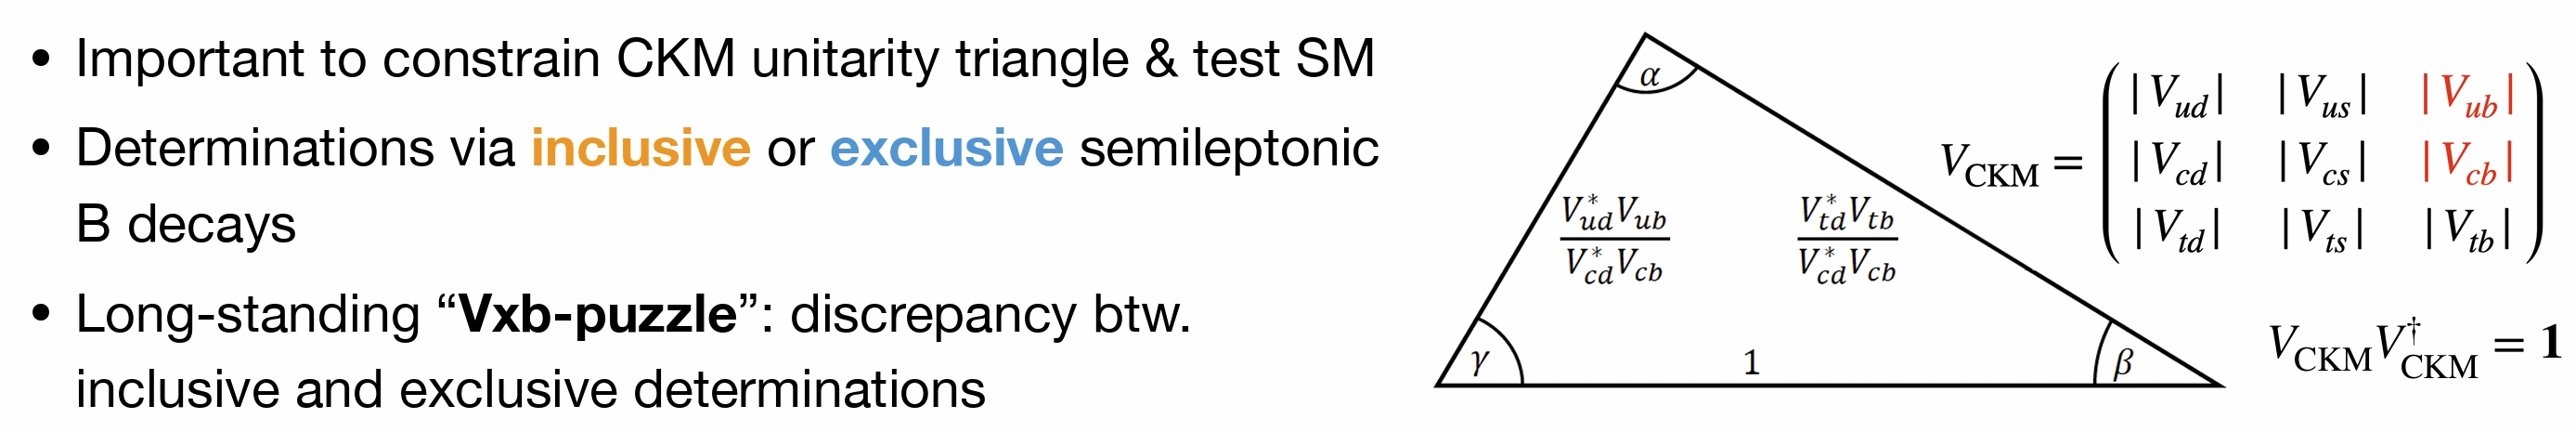 • Important to constrain CKM unitarity triangle & test SM
• Determinations via inclusive or exclusive semileptonic
B decays
• Long-standing “Vxb-puzzle”: discrepancy btw.
inclusive and exclusive determinations
α
V*udVub / V*cdVcb
V*tdVtb / V*cdVcb
γ
1
β
VCKM = ( |Vud| |Vus| |Vub|
|Vcd| |Vcs| |Vcb|
|Vtd| |Vts| |Vtb| )
VCKMV†CKM = 1